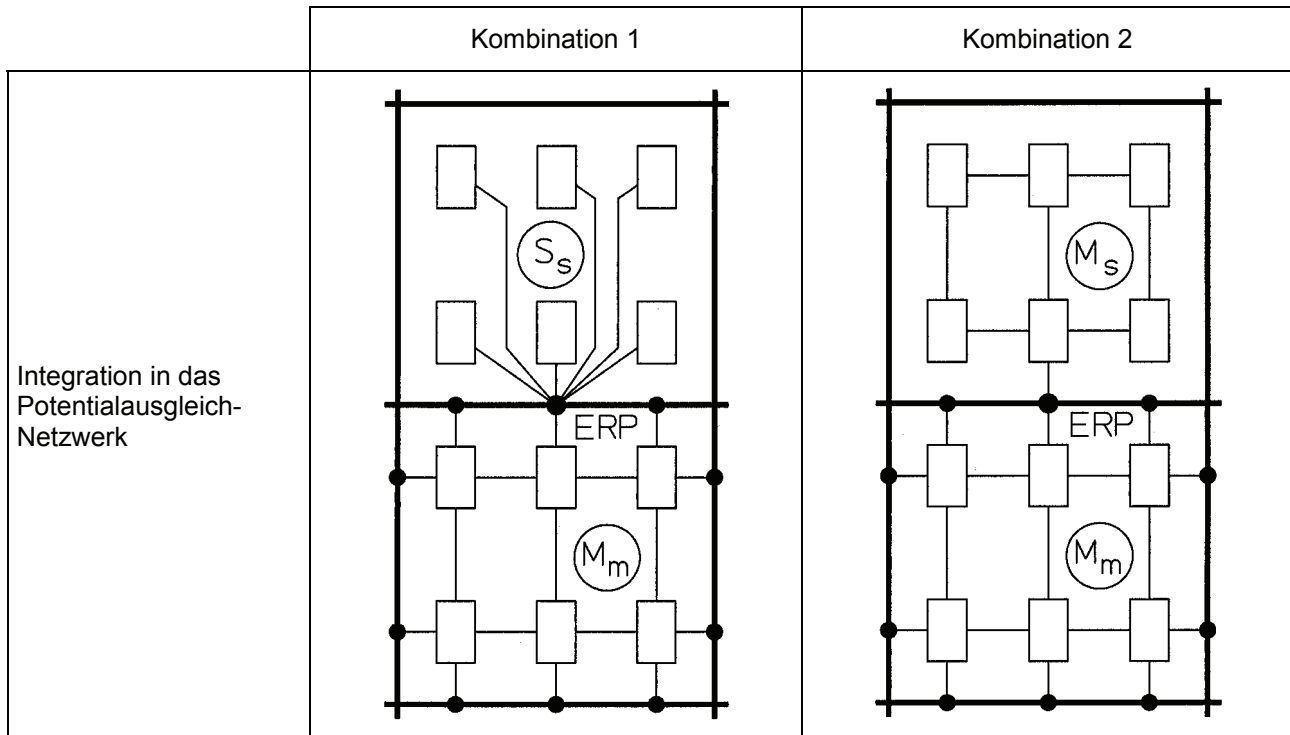 Kombination 1
Kombination 2
Integration in das
Potentialausgleich-
Netzwerk
Ss
ERP
Mm
Ms
ERP
Mm